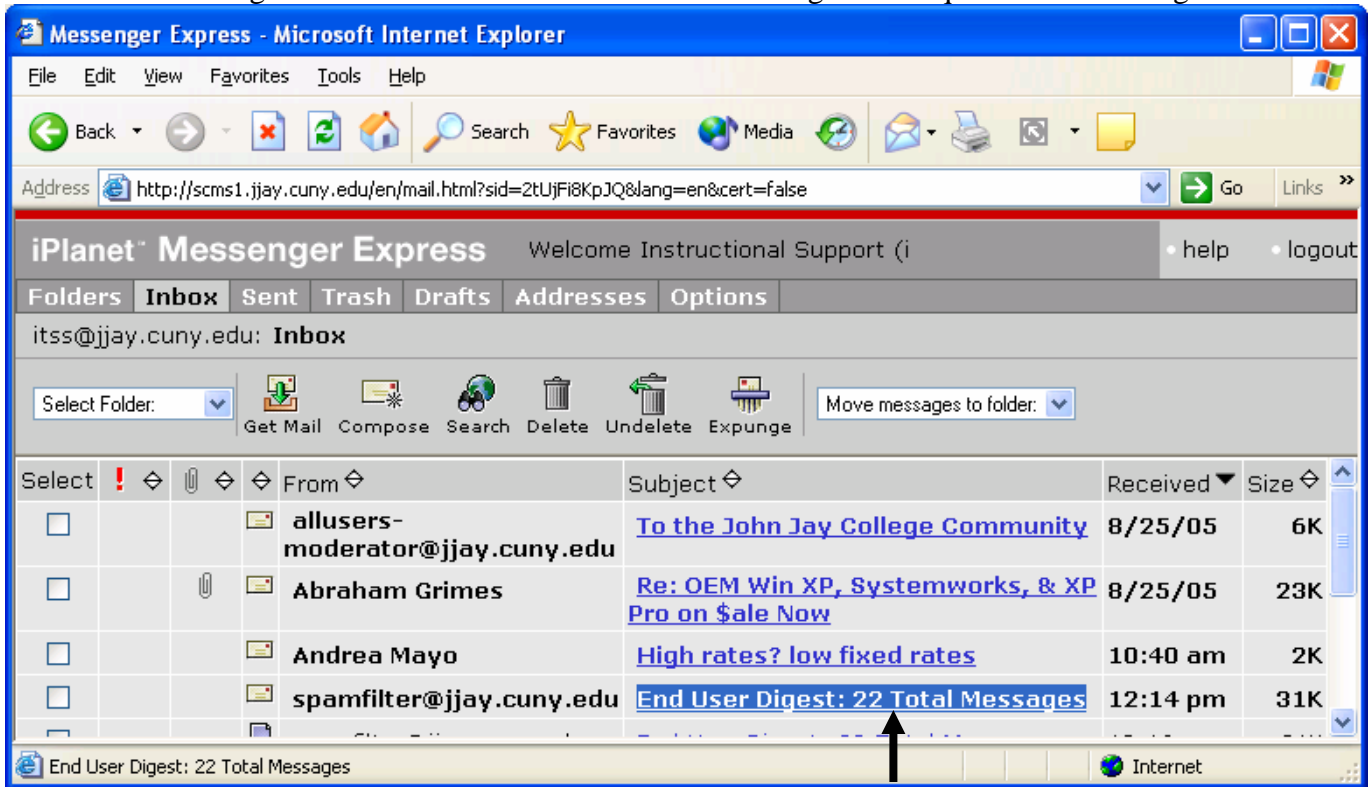 Messenger Express - Microsoft Internet Explorer
File Edit View Favorites Tools Help
Back Search Favorites Media
Address http://scms1.jjay.cuny.edu/en/mail.html?sid=2tUjFi8KpJQ&lang=en&cert=false Go Links »
iPlanet™ Messenger Express Welcome Instructional Support (i • help • logout
Folders Inbox Sent Trash Drafts Addresses Options
itss@jjay.cuny.edu: Inbox
Select Folder: Get Mail Compose Search Delete Undelete Expunge Move messages to folder:
Select ! From Subject Received Size
allusers-
moderator@jjay.cuny.edu To the John Jay College Community 8/25/05 6K
Abraham Grimes Re: OEM Win XP, Systemworks, & XP
Pro on $ale Now 8/25/05 23K
Andrea Mayo High rates? low fixed rates 10:40 am 2K
spamfilter@jjay.cuny.edu End User Digest: 22 Total Messages 12:14 pm 31K
End User Digest: 22 Total Messages Internet